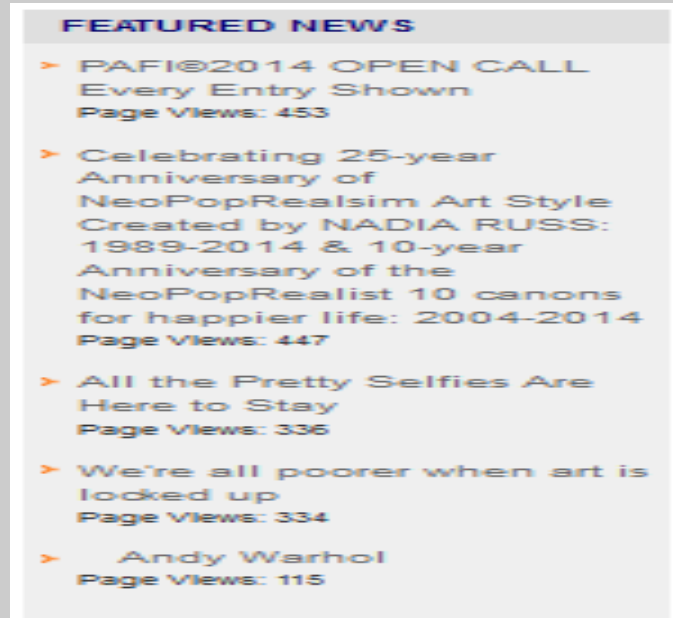 FEATURED NEWS
PAFI®2014 OPEN CALL
Every Entry Shown
Page Views: 453
Celebrating 25-year
Anniversary of
NeoPopRealsim Art Style
Created by NADIA RUSS:
1989-2014 & 10-year
Anniversary of the
NeoPopRealist 10 canons
for happier life: 2004-2014
Page Views: 447
All the Pretty Selfies Are
Here to Stay
Page Views: 336
We're all poorer when art is
locked up
Page Views: 334
Andy Warhol
Page Views: 115